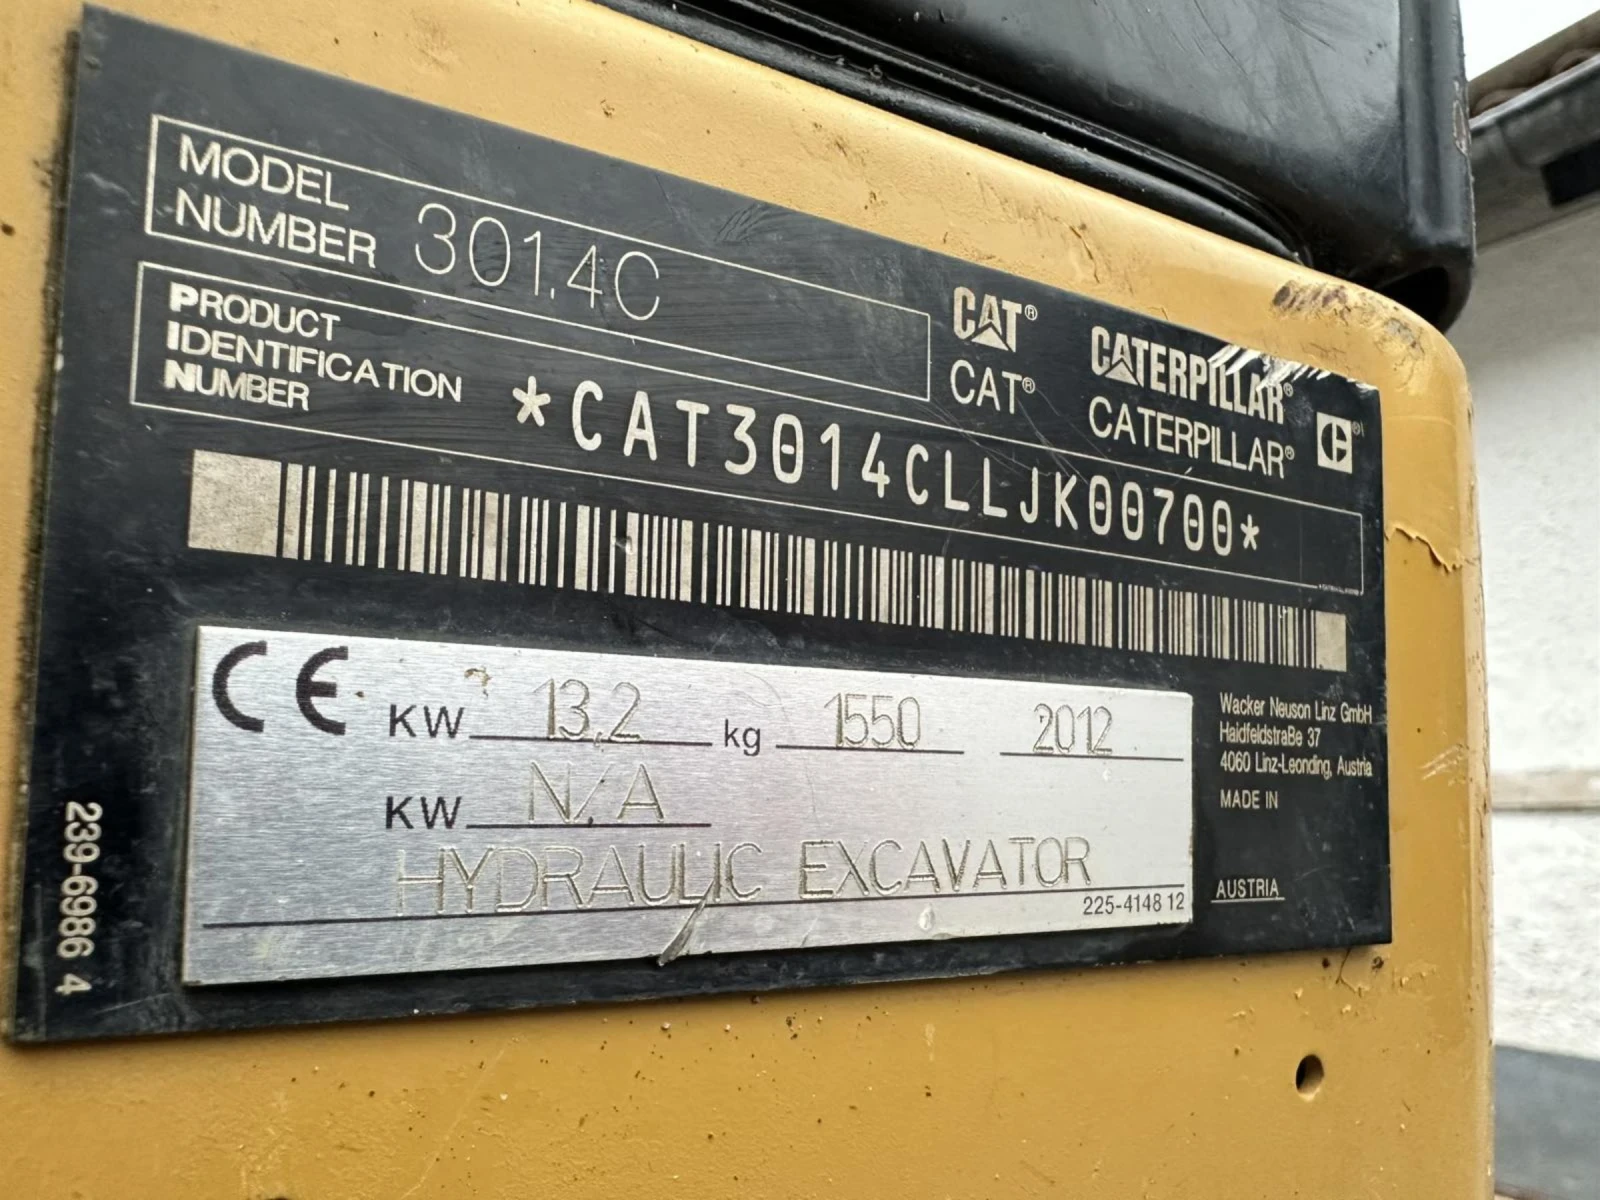 MODEL
NUMBER 301.4C
PRODUCT
IDENTIFICATION
NUMBER
*CAT3014CLLJK00700*
CAT® CATERPILLAR®
CAT® CATERPILLAR®
CE KW 13,2 kg 1550 2012
KW N/A
HYDRAULIC EXCAVATOR
225-4148 12
Wacker Neuson Linz GmbH
Haidfeldstraße 37
4060 Linz-Leonding, Austria
MADE IN
AUSTRIA
239-6986 4